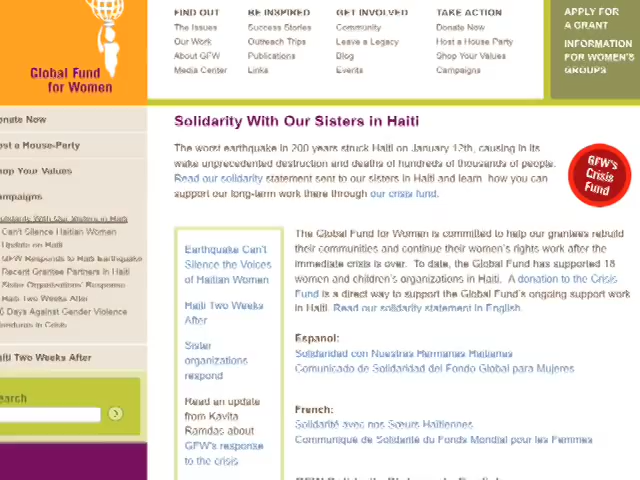 FIND OUT
The Issues
Our Work
About GFW
Media Center
BE INSPIRED
Success Stories
Outreach Trips
Publications
Links
GET INVOLVED
Community
Leave a Legacy
Blog
Events
TAKE ACTION
Donate Now
Host a House Party
Shop Your Values
Campaigns
APPLY FOR
A GRANT
INFORMATION
FOR WOMEN'S
GROUPS
Global Fund
for Women
onate Now
ost a House-Party
hop Your Values
ampaigns
olidarity With Our Sisters in Haiti
Can't Silence Haitian Women
Update on Haiti
GFW Responds to Haiti Earthquake
Recent Grantee Partners in Haiti
Sister Organizations' Response
Haiti Two Weeks After
6 Days Against Gender Violence
onduras in Crisis
aiti Two Weeks After
earch
Solidarity With Our Sisters in Haiti
The worst earthquake in 200 years struck Haiti on January 12th, causing in its
wake unprecedented destruction and deaths of hundreds of thousands of people.
Read our solidarity statement sent to our sisters in Haiti and learn how you can
support our long-term work there through our crisis fund.
GFW's
Crisis
Fund
Earthquake Can't
Silence the Voices
of Haitian Women
Haiti Two Weeks
After
Sister
organizations
respond
Read an update
from Kavita
Ramdas about
GFW's response
to the crisis
The Global Fund for Women is committed to help our grantees rebuild
their communities and continue their women's rights work after the
immediate crisis is over. To date, the Global Fund has supported 18
women and children's organizations in Haiti. A donation to the Crisis
Fund is a direct way to support the Global Fund's ongoing support work
in Haiti. Read our solidarity statement in English.
Espanol:
Solidaridad con Nuestras Hermanas Haitianas
Comunicado de Solidaridad del Fondo Global para Mujeres
French:
Solidarité avec nos Sœurs Haïtiennes
Communiqué de Solidarité du Fonds Mondial pour les Femmes